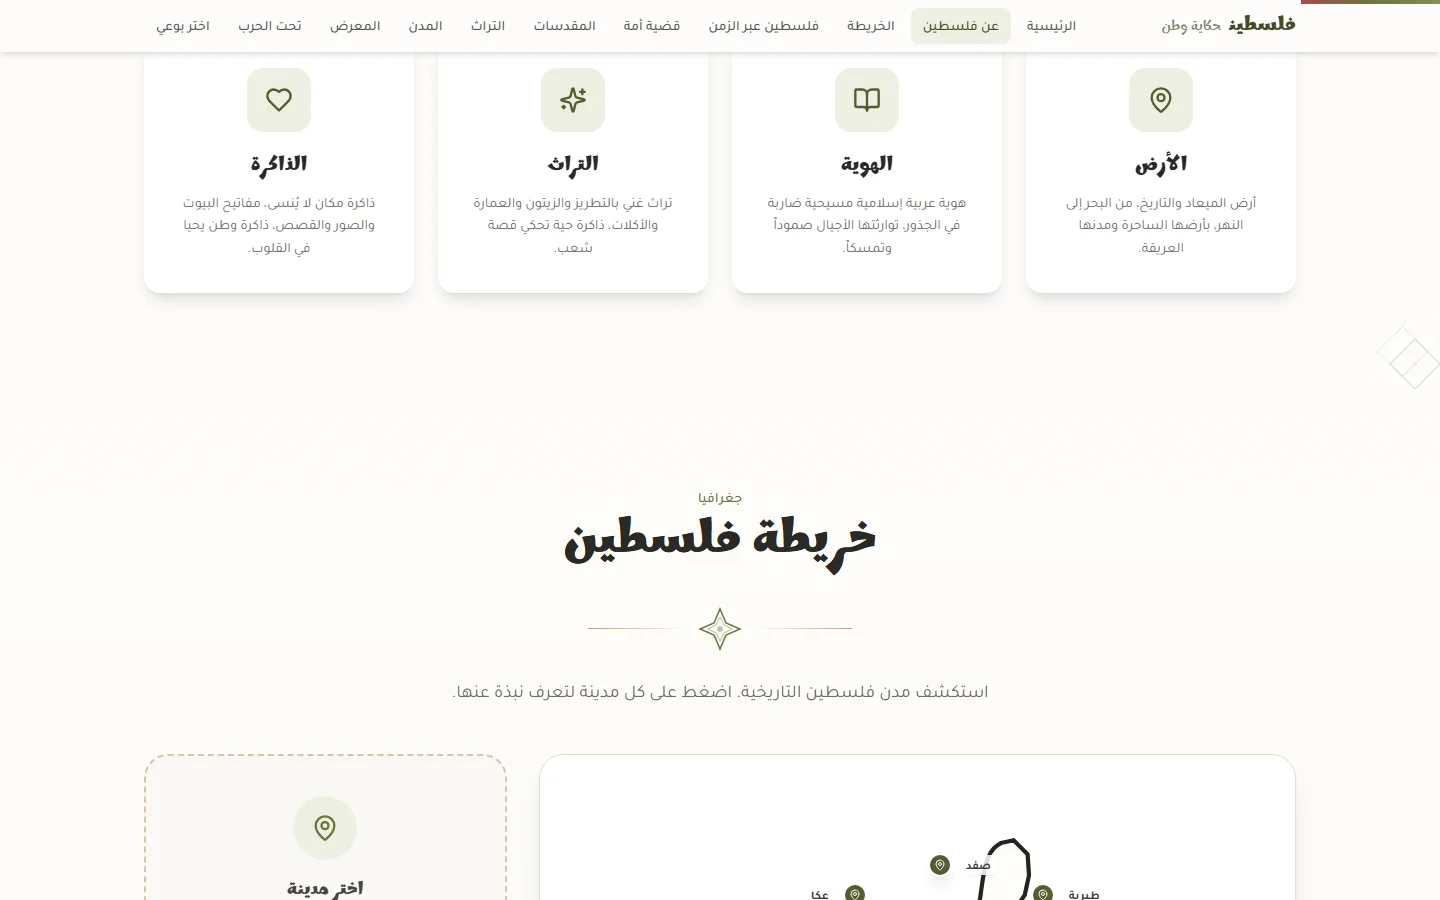 فلسطين حكاية وطن
الرئيسية
عن فلسطين
الخريطة
فلسطين عبر الزمن
قضية أمة
المقدسات
التراث
المدن
المعرض
تحت الحرب
اختر بوعي
الأرض
أرض الميعاد والتاريخ، من البحر إلى
النهر، بأرضها الساحرة ومدنها
العريقة.
الهوية
هوية عربية إسلامية مسيحية ضاربة
في الجذور، توارثتها الأجيال صموداً
وتمسكاً.
التراث
تراث غني بالتطريز والزيتون والعمارة
والأكلات، ذاكرة حية تحكي قصة
شعب.
الذاكرة
ذاكرة مكان لا يُنسى، مفاتيح البيوت
والصور والقصص، ذاكرة وطن يحيا
في القلوب.
جغرافيا
خريطة فلسطين
استكشف مدن فلسطين التاريخية. اضغط على كل مدينة لتعرف نبذة عنها.
صفد
طبرية
عكا
اختر مدينة